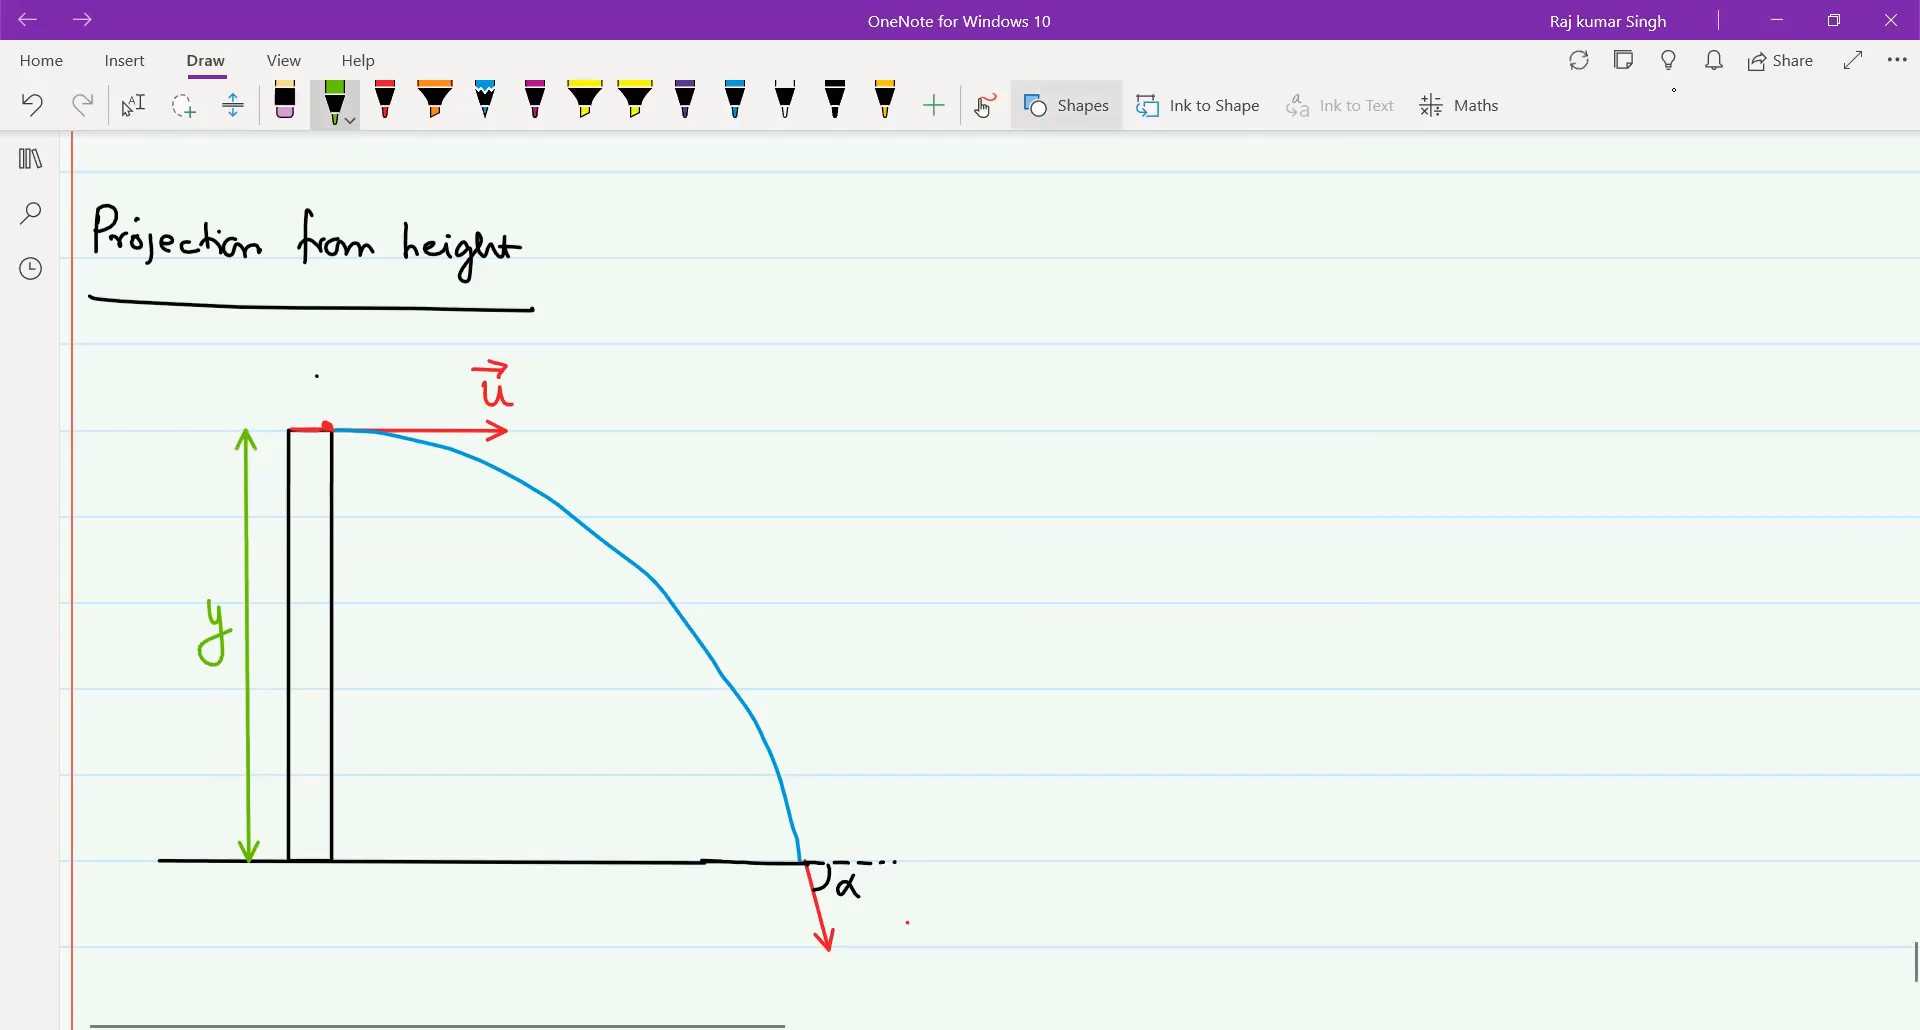 OneNote for Windows 10
Raj kumar Singh
Home Insert Draw View Help
Share
Shapes Ink to Shape Ink to Text Maths
Projection from height
u
y
α